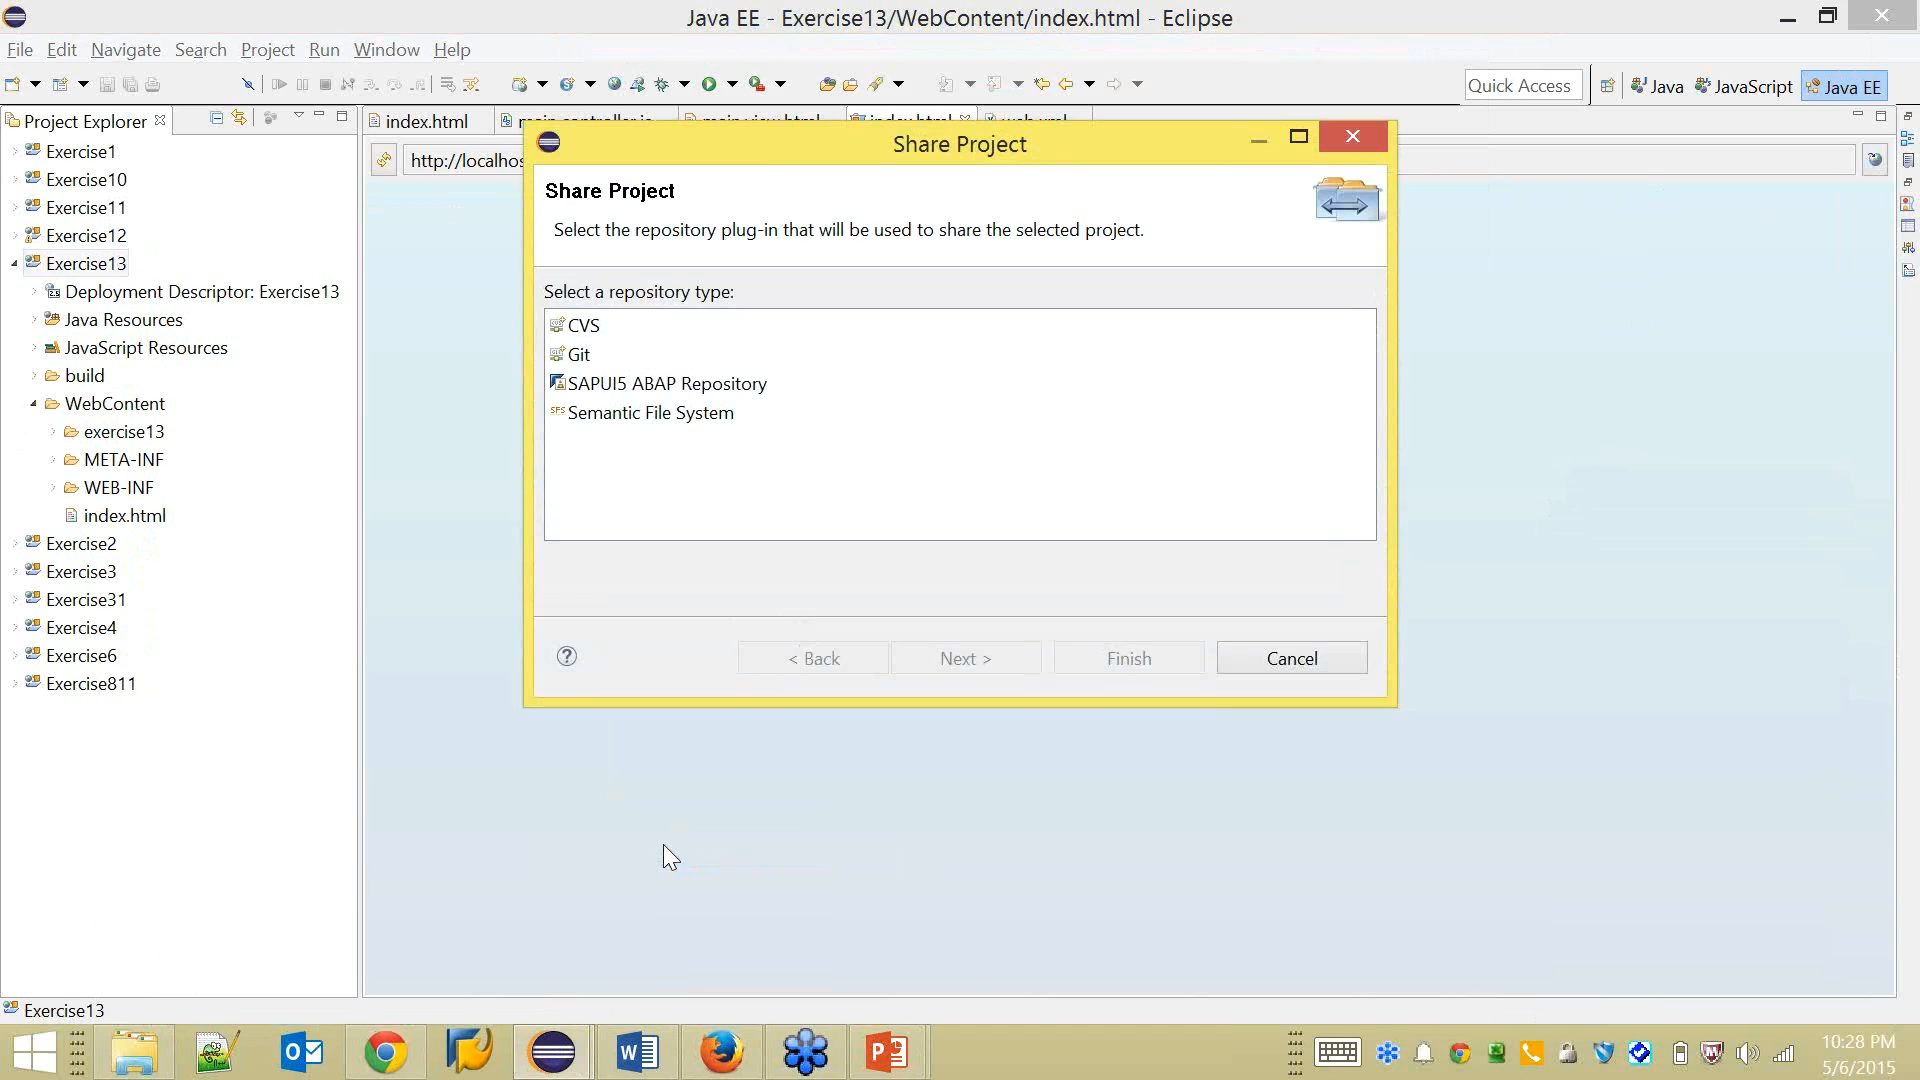 Java EE - Exercise13/WebContent/index.html - Eclipse
File Edit Navigate Search Project Run Window Help
Quick Access
Java
JavaScript
Java EE
Project Explorer
Exercise1
Exercise10
Exercise11
Exercise12
Exercise13
Deployment Descriptor: Exercise13
Java Resources
JavaScript Resources
build
WebContent
exercise13
META-INF
WEB-INF
index.html
Exercise2
Exercise3
Exercise31
Exercise4
Exercise6
Exercise811
index.html
http://localhos
Share Project
Share Project
Select the repository plug-in that will be used to share the selected project.
Select a repository type:
CVS
Git
SAPUI5 ABAP Repository
SFS Semantic File System
< Back
Next >
Finish
Cancel
Exercise13
10:28 PM
5/6/2015